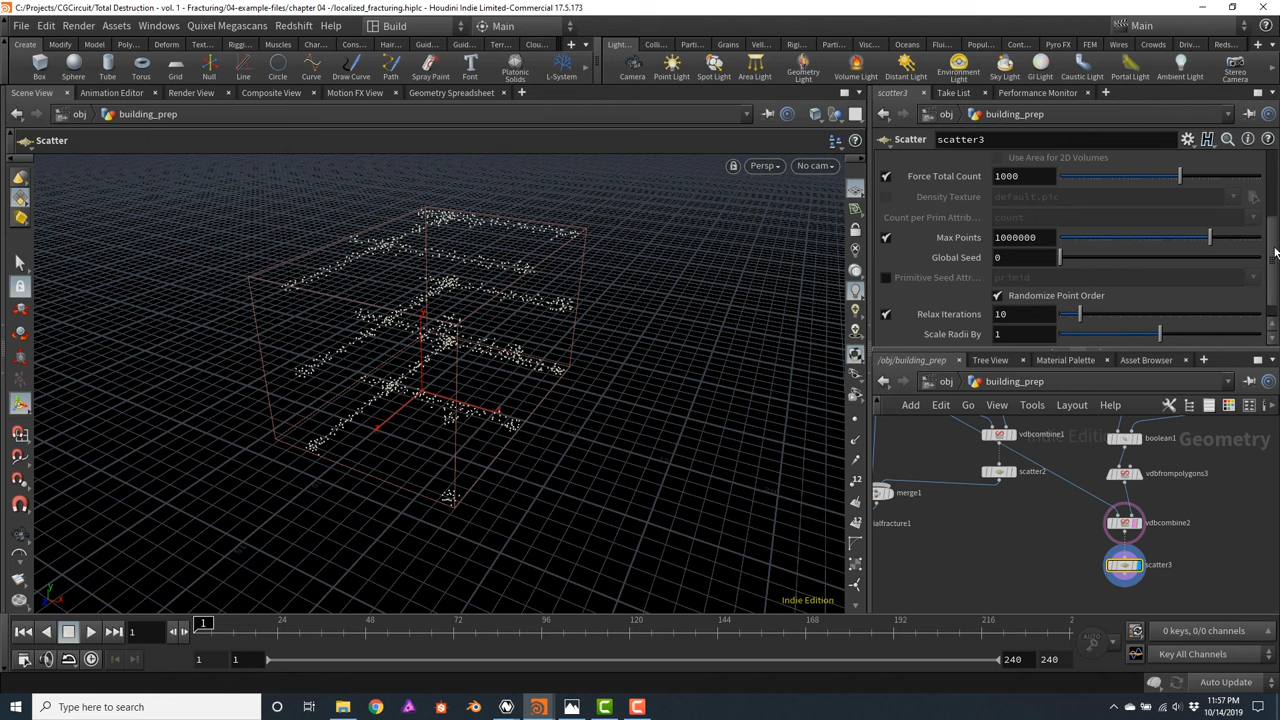 C:/Projects/CGCircuit/Total Destruction - vol. 1 - Fracturing/04-example-files/chapter 04 -/localized_fracturing.hiplc - Houdini Indie Limited-Commercial 17.5.173
File Edit Render Assets Windows Quixel Megascans Redshift Help Build Main Main
Create Modify Model Poly... Deform Text... Riggi... Muscles Char... Cons... Hair... Guid... Guid... Terr... Clou... Light... Colli... Parti... Grains Vell... Rigi... Parti... Visc... Oceans Flui... Popul... Cont... Pyro FX FEM Wires Crowds Driv... Reds...
Box Sphere Tube Torus Grid Null Line Circle Curve Draw Curve Path Spray Paint Font Platonic Solids L-System Camera Point Light Spot Light Area Light Geometry Light Volume Light Distant Light Environment Light Sky Light GI Light Caustic Light Portal Light Ambient Light Stereo Camera
Scene View Animation Editor Render View Composite View Motion FX View Geometry Spreadsheet
scatter3 Take List Performance Monitor
obj building_prep
obj building_prep
Scatter
Scatter scatter3
Persp No cam
Use Area for 2D Volumes
Force Total Count 1000
Density Texture default.pic
Count per Prim Attrib... count
Max Points 1000000
Global Seed 0
Primitive Seed Attr... primid
Randomize Point Order
Relax Iterations 10
Scale Radii By 1
/obj/building_prep Tree View Material Palette Asset Browser
obj building_prep
Add Edit Go View Tools Layout Help
Indie Edition
Geometry
vdbcombine1
boolean1
scatter2
vdbfrompolygons3
merge1
ialfracture1
vdbcombine2
scatter3
12
12
y
x
Indie Edition
1
1
24 48 72 96 120 144 168 192 216 2
0 keys, 0/0 channels
1 1 240 240
AUTO
Key All Channels
Auto Update
Type here to search
11:57 PM
10/14/2019